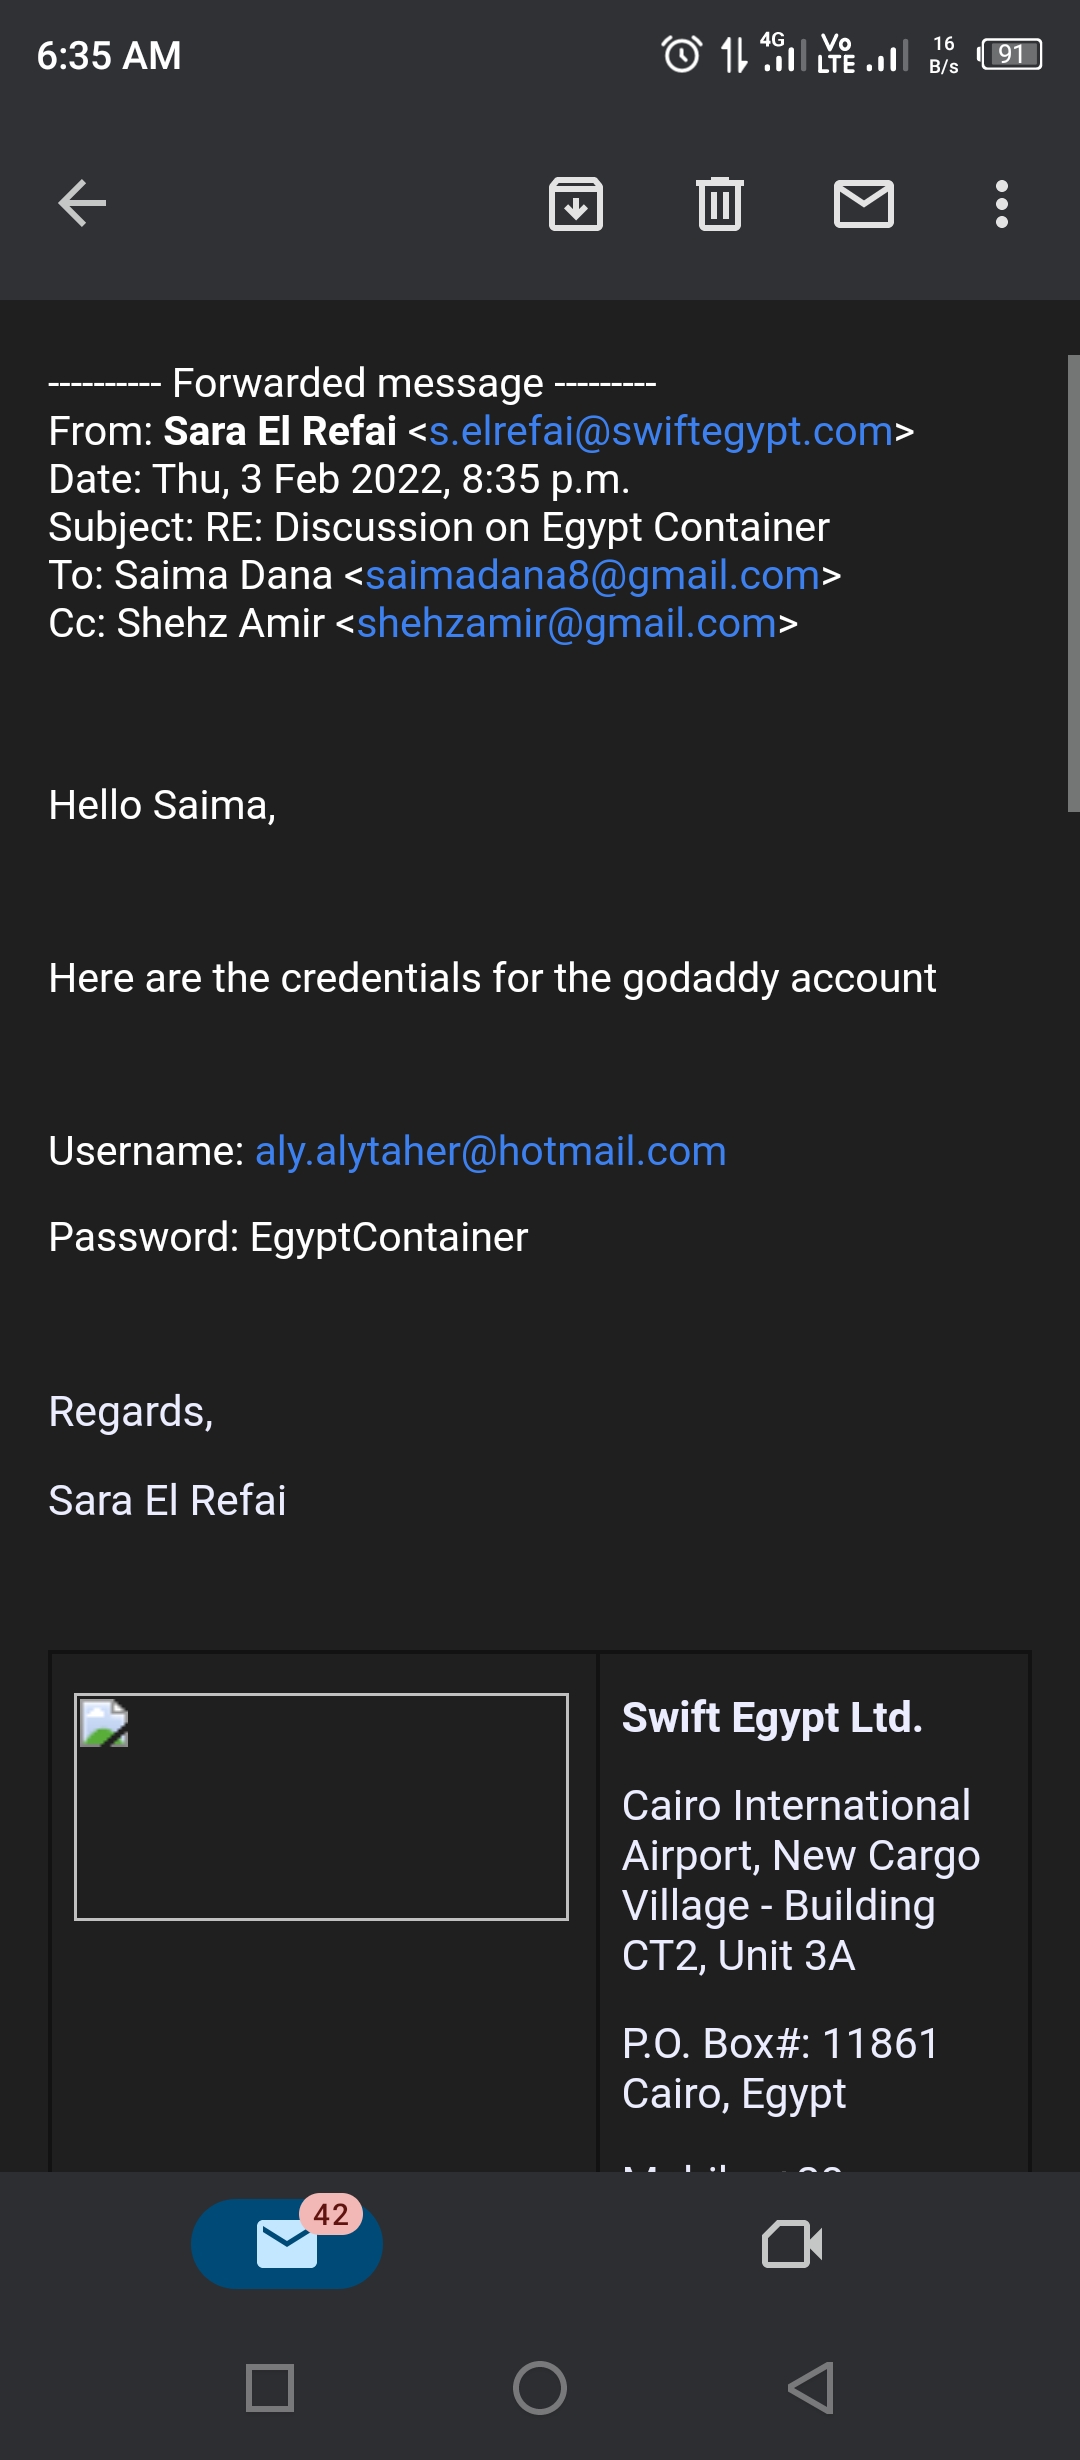 6:35 AM
4G
Vo
LTE
16
B/s
91
---------- Forwarded message ---------
From: Sara El Refai <s.elrefai@swiftegypt.com>
Date: Thu, 3 Feb 2022, 8:35 p.m.
Subject: RE: Discussion on Egypt Container
To: Saima Dana <saimadana8@gmail.com>
Cc: Shehz Amir <shehzamir@gmail.com>
Hello Saima,
Here are the credentials for the godaddy account
Username: aly.alytaher@hotmail.com
Password: EgyptContainer
Regards,
Sara El Refai
Swift Egypt Ltd.
Cairo International
Airport, New Cargo
Village - Building
CT2, Unit 3A
P.O. Box#: 11861
Cairo, Egypt
42